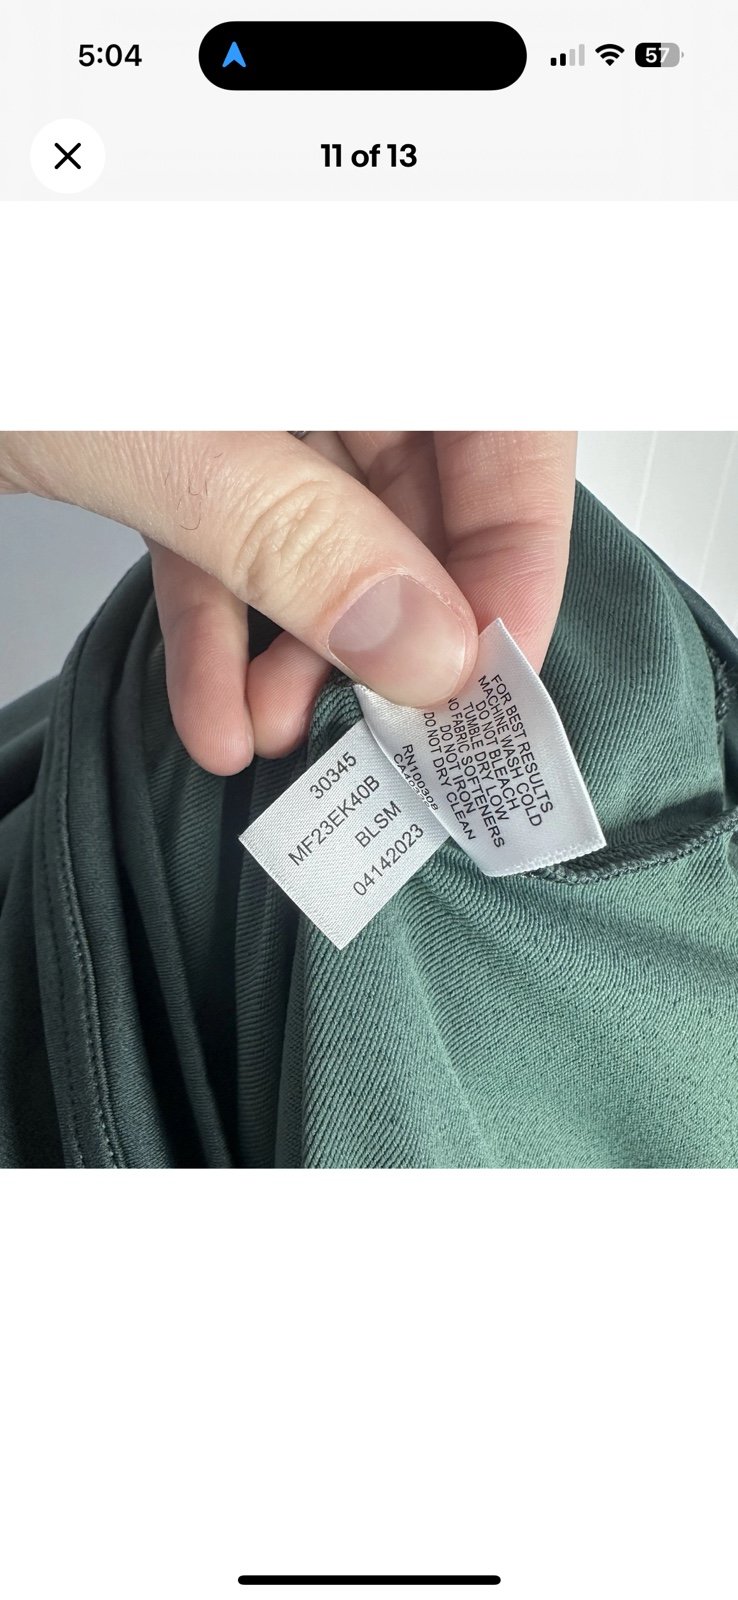 5:04
57
11 of 13
30345
MF23EK40B
BLSM
04142023
FOR BEST RESULTS
MACHINE WASH COLD
DO NOT BLEACH
TUMBLE DRY LOW
NO FABRIC SOFTENERS
DO NOT IRON
DO NOT DRY CLEAN